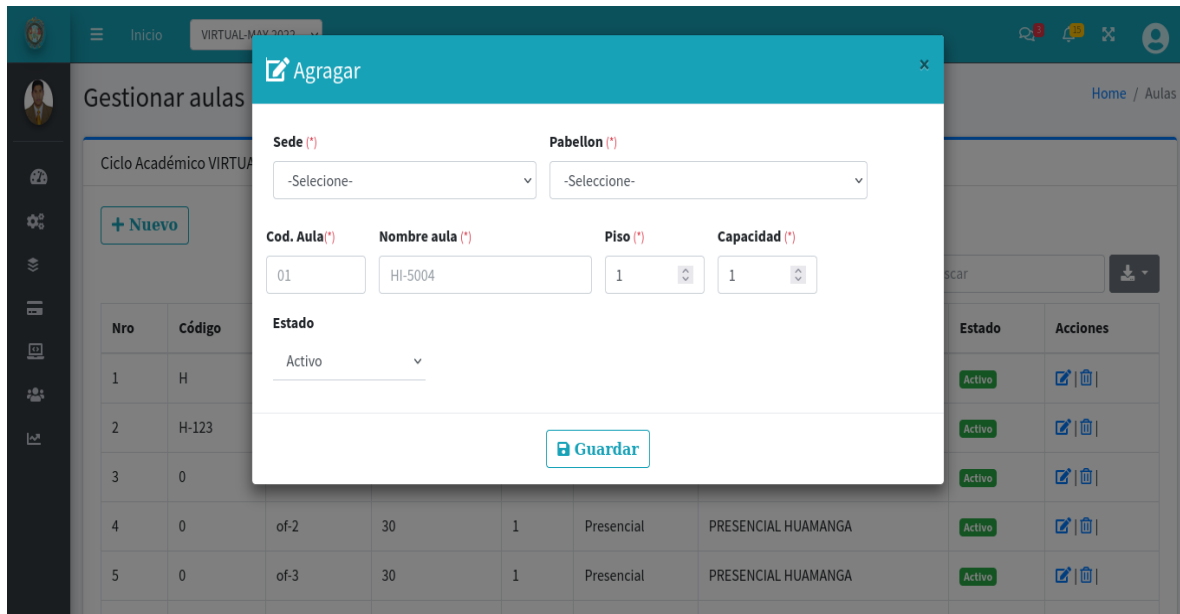 Inicio VIRTUAL-MAY 2022 3 15
Agragar ×
Gestionar aulas Home / Aulas
Sede (*) Pabellon (*)
Ciclo Académico VIRTUA
-Selecione- -Seleccione-
+ Nuevo
Cod. Aula(*) Nombre aula (*) Piso (*) Capacidad (*)
01 HI-5004 1 1 scar
Nro Código Estado Estado Acciones
1 H Activo Activo | |
2 H-123 Activo | |
Guardar
3 0 Activo | |
4 0 of-2 30 1 Presencial PRESENCIAL HUAMANGA Activo | |
5 0 of-3 30 1 Presencial PRESENCIAL HUAMANGA Activo | |